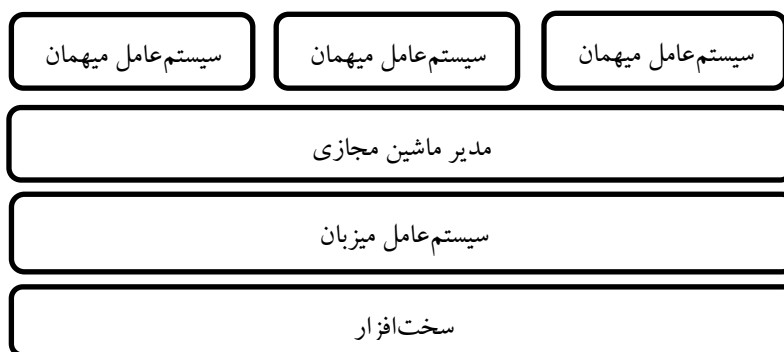 سیستم‌عامل میهمان
سیستم‌عامل میهمان
سیستم‌عامل میهمان
مدیر ماشین مجازی
سیستم‌عامل میزبان
سخت‌افزار